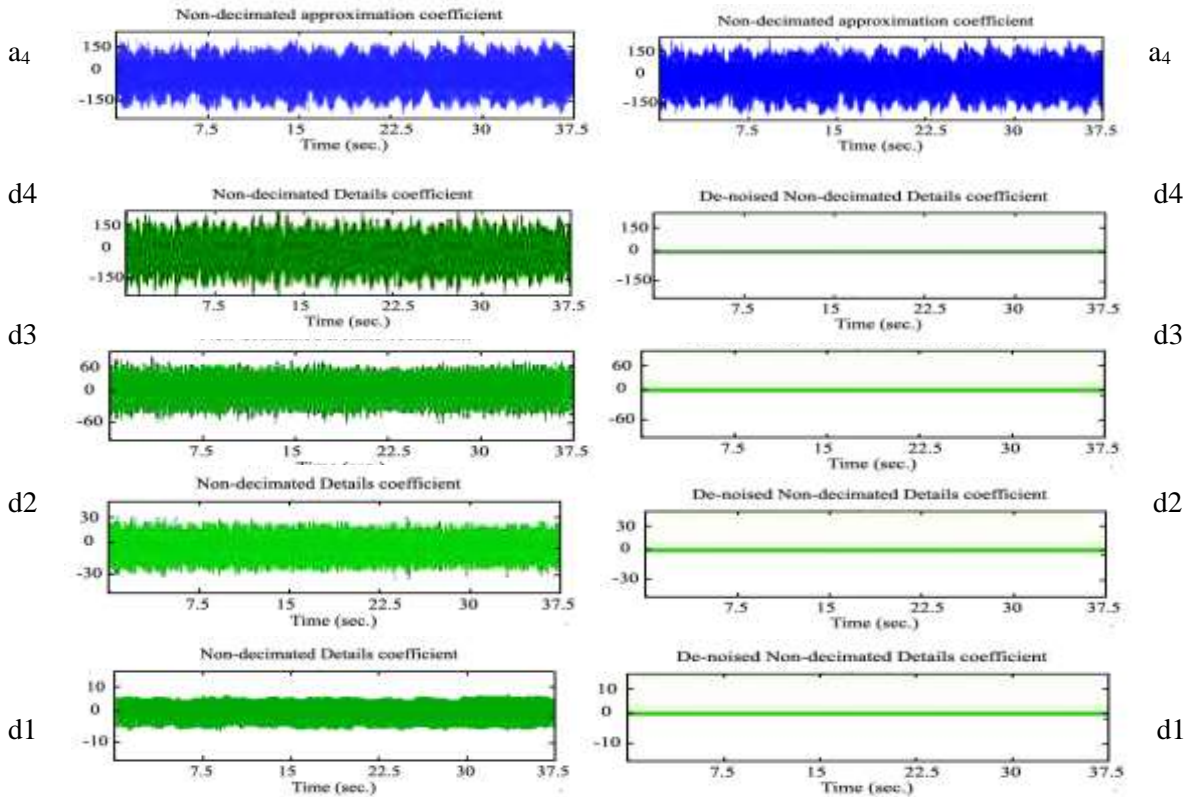 Non-decimated approximation coefficient
a4
150
0
-150
7.5 15 22.5 30 37.5
Time (sec.)
Non-decimated approximation coefficient
a4
150
0
-150
7.5 15 22.5 30 37.5
Time (sec.)
d4
Non-decimated Details coefficient
150
0
-150
7.5 15 22.5 30 37.5
Time (sec.)
De-noised Non-decimated Details coefficient
d4
150
0
-150
7.5 15 22.5 30 37.5
Time (sec.)
d3
60
0
-60
7.5 15 22.5 30 37.5
d3
60
0
-60
7.5 15 22.5 30 37.5
Time (sec.)
d2
Non-decimated Details coefficient
30
0
-30
7.5 15 22.5 30 37.5
Time (sec.)
De-noised Non-decimated Details coefficient
d2
30
0
-30
7.5 15 22.5 30 37.5
Time (sec.)
d1
Non-decimated Details coefficient
10
0
-10
7.5 15 22.5 30 37.5
Time (sec.)
De-noised Non-decimated Details coefficient
d1
10
0
-10
7.5 15 22.5 30 37.5
Time (sec.)